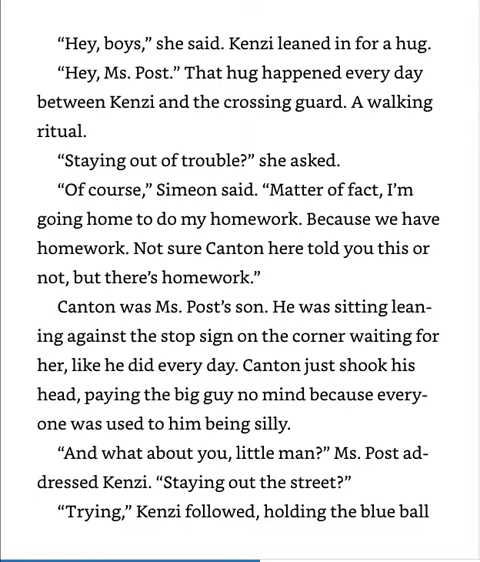 “Hey, boys,” she said. Kenzi leaned in for a hug.
“Hey, Ms. Post.” That hug happened every day
between Kenzi and the crossing guard. A walking
ritual.
“Staying out of trouble?” she asked.
“Of course,” Simeon said. “Matter of fact, I’m
going home to do my homework. Because we have
homework. Not sure Canton here told you this or
not, but there’s homework.”
Canton was Ms. Post’s son. He was sitting lean-
ing against the stop sign on the corner waiting for
her, like he did every day. Canton just shook his
head, paying the big guy no mind because every-
one was used to him being silly.
“And what about you, little man?” Ms. Post ad-
dressed Kenzi. “Staying out the street?”
“Trying,” Kenzi followed, holding the blue ball